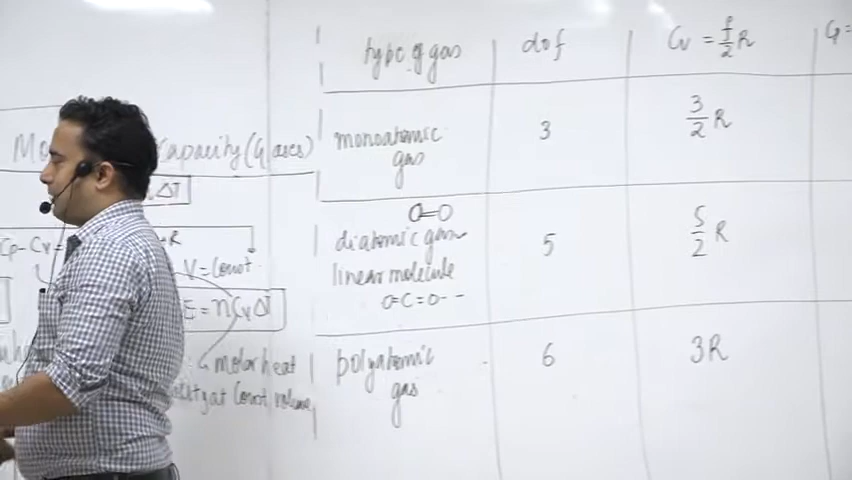 capacity (Gases)
ΔT
Cp-Cv= R
V = Const.
E = nCvΔT
molar heat
at Const volume
type of gas
dof
Cv = f/2 R
Cp =
monoatomic
gas
3
3/2 R
O=O
diatomic gas
linear molecule
O=C=O
5
5/2 R
polyatomic
gas
6
3R